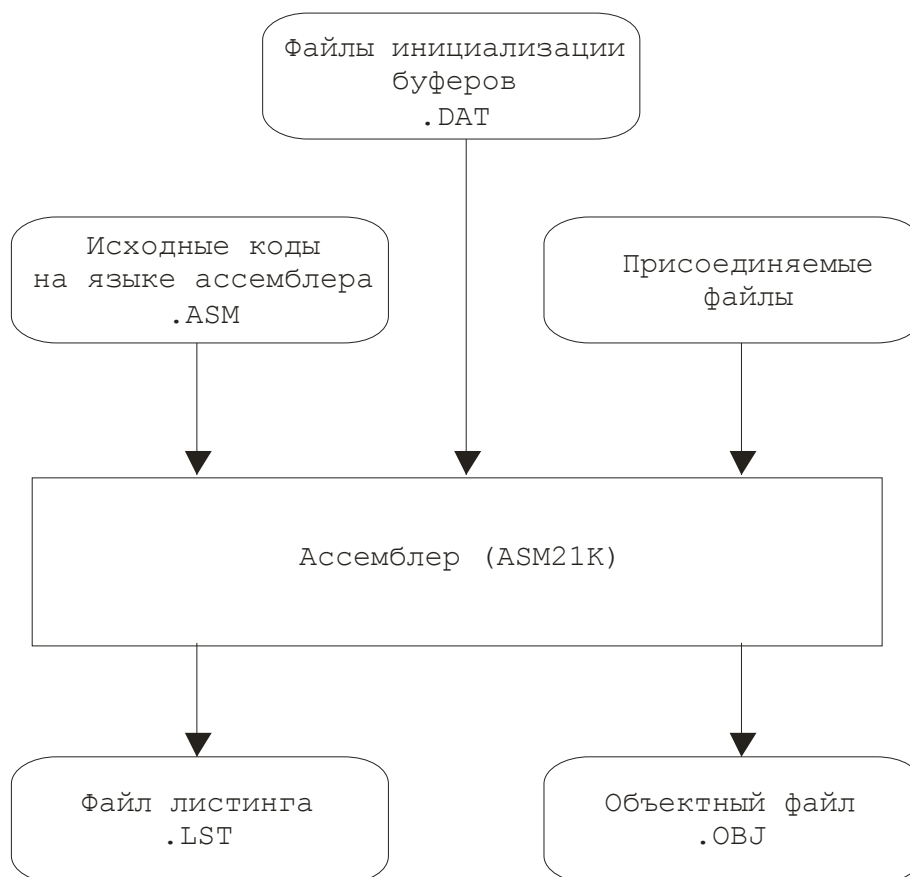 Файлы инициализации
буферов
.DAT
Исходные коды
на языке ассемблера
.ASM
Присоединяемые
файлы
Ассемблер (ASM21K)
Файл листинга
.LST
Объектный файл
.OBJ